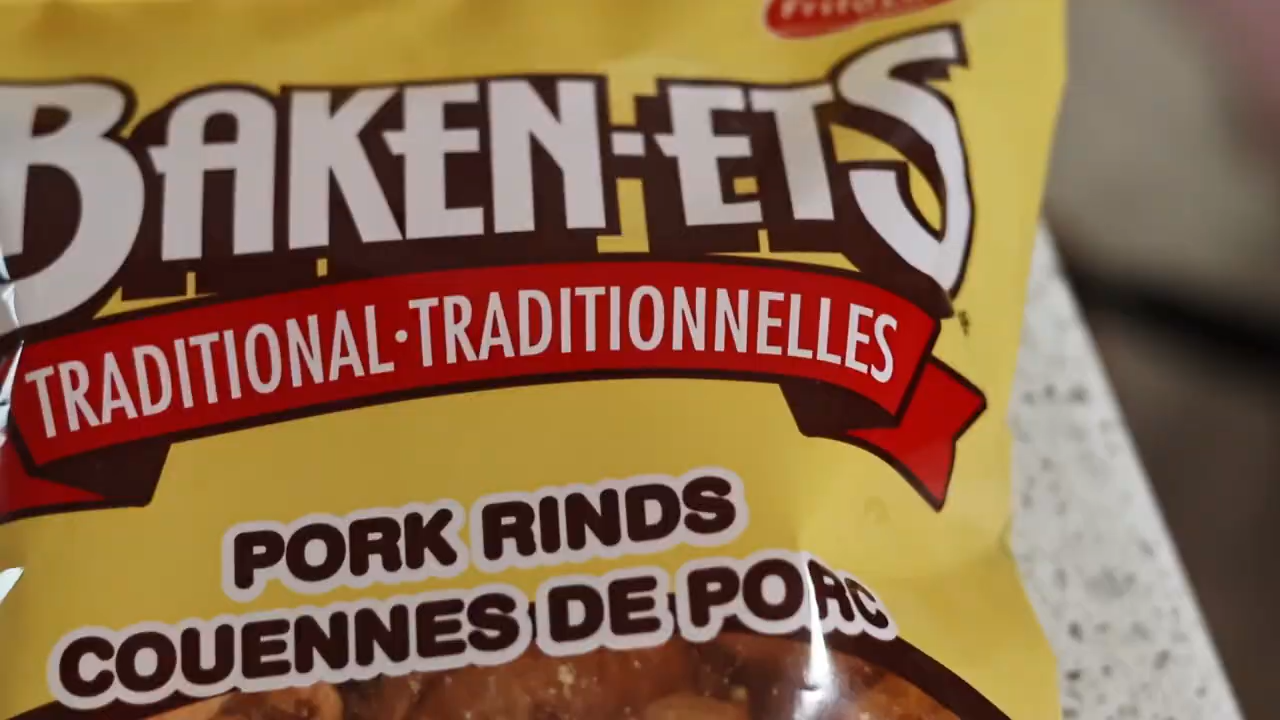 BAKEN-ETS
TRADITIONAL·TRADITIONNELLES
PORK RINDS
COUENNES DE PORC